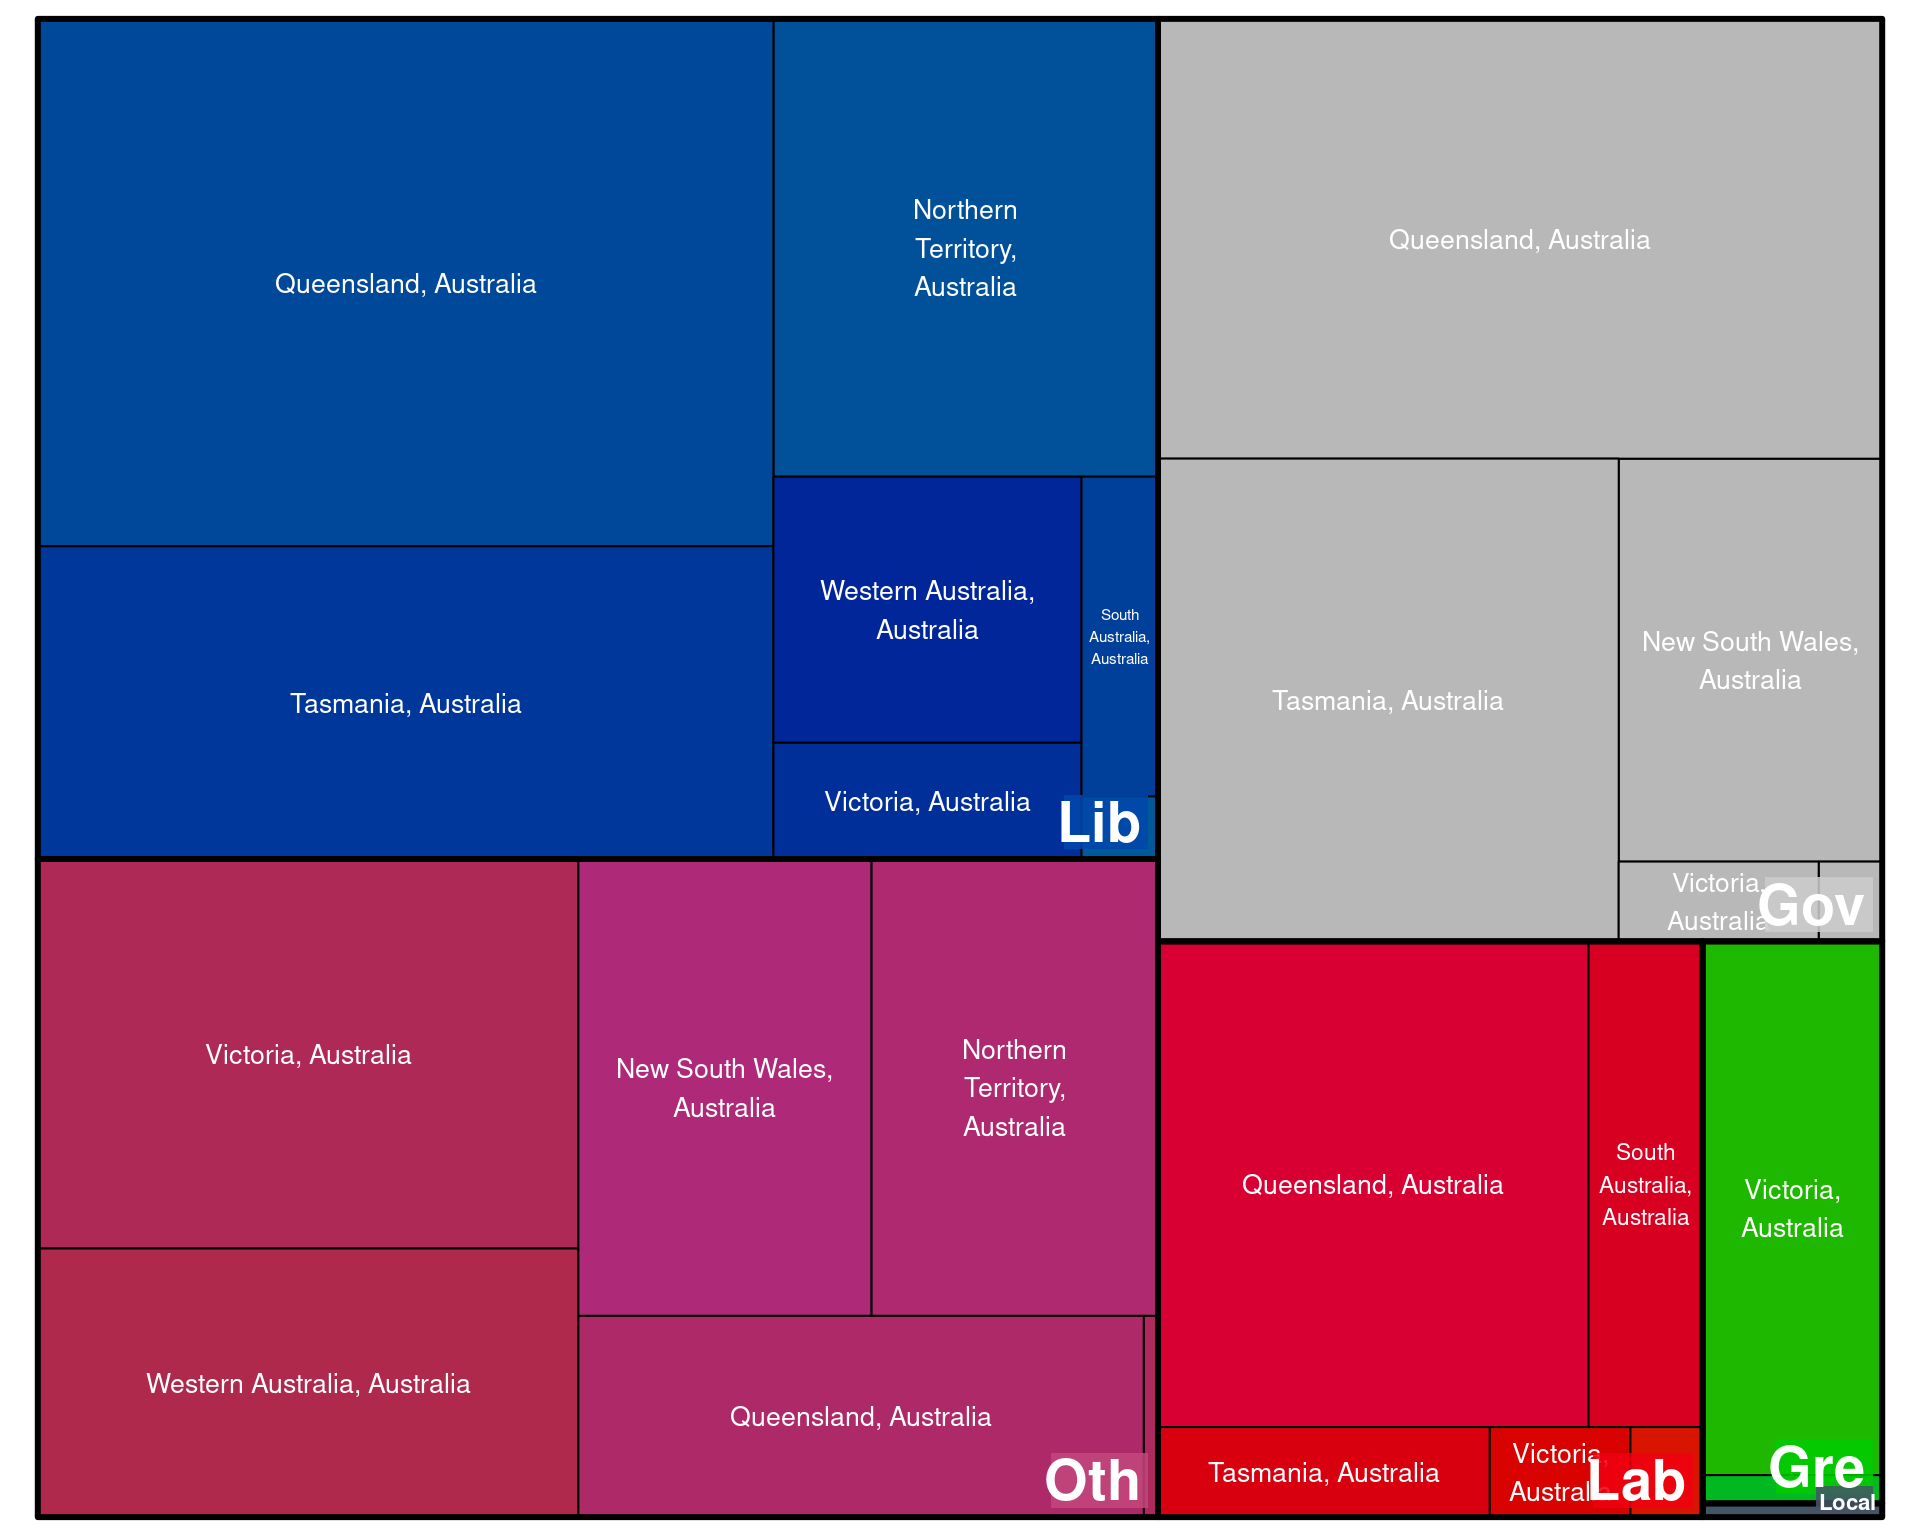 Queensland, Australia
Northern
Territory,
Australia
Tasmania, Australia
Western Australia,
Australia
South
Australia,
Australia
Victoria, Australia
Lib
Queensland, Australia
Tasmania, Australia
New South Wales,
Australia
Victoria,
Australia
Gov
Victoria, Australia
New South Wales,
Australia
Northern
Territory,
Australia
Western Australia, Australia
Queensland, Australia
Oth
Queensland, Australia
South
Australia,
Australia
Tasmania, Australia
Victoria,
Australia
Lab
Victoria,
Australia
Gre
Local